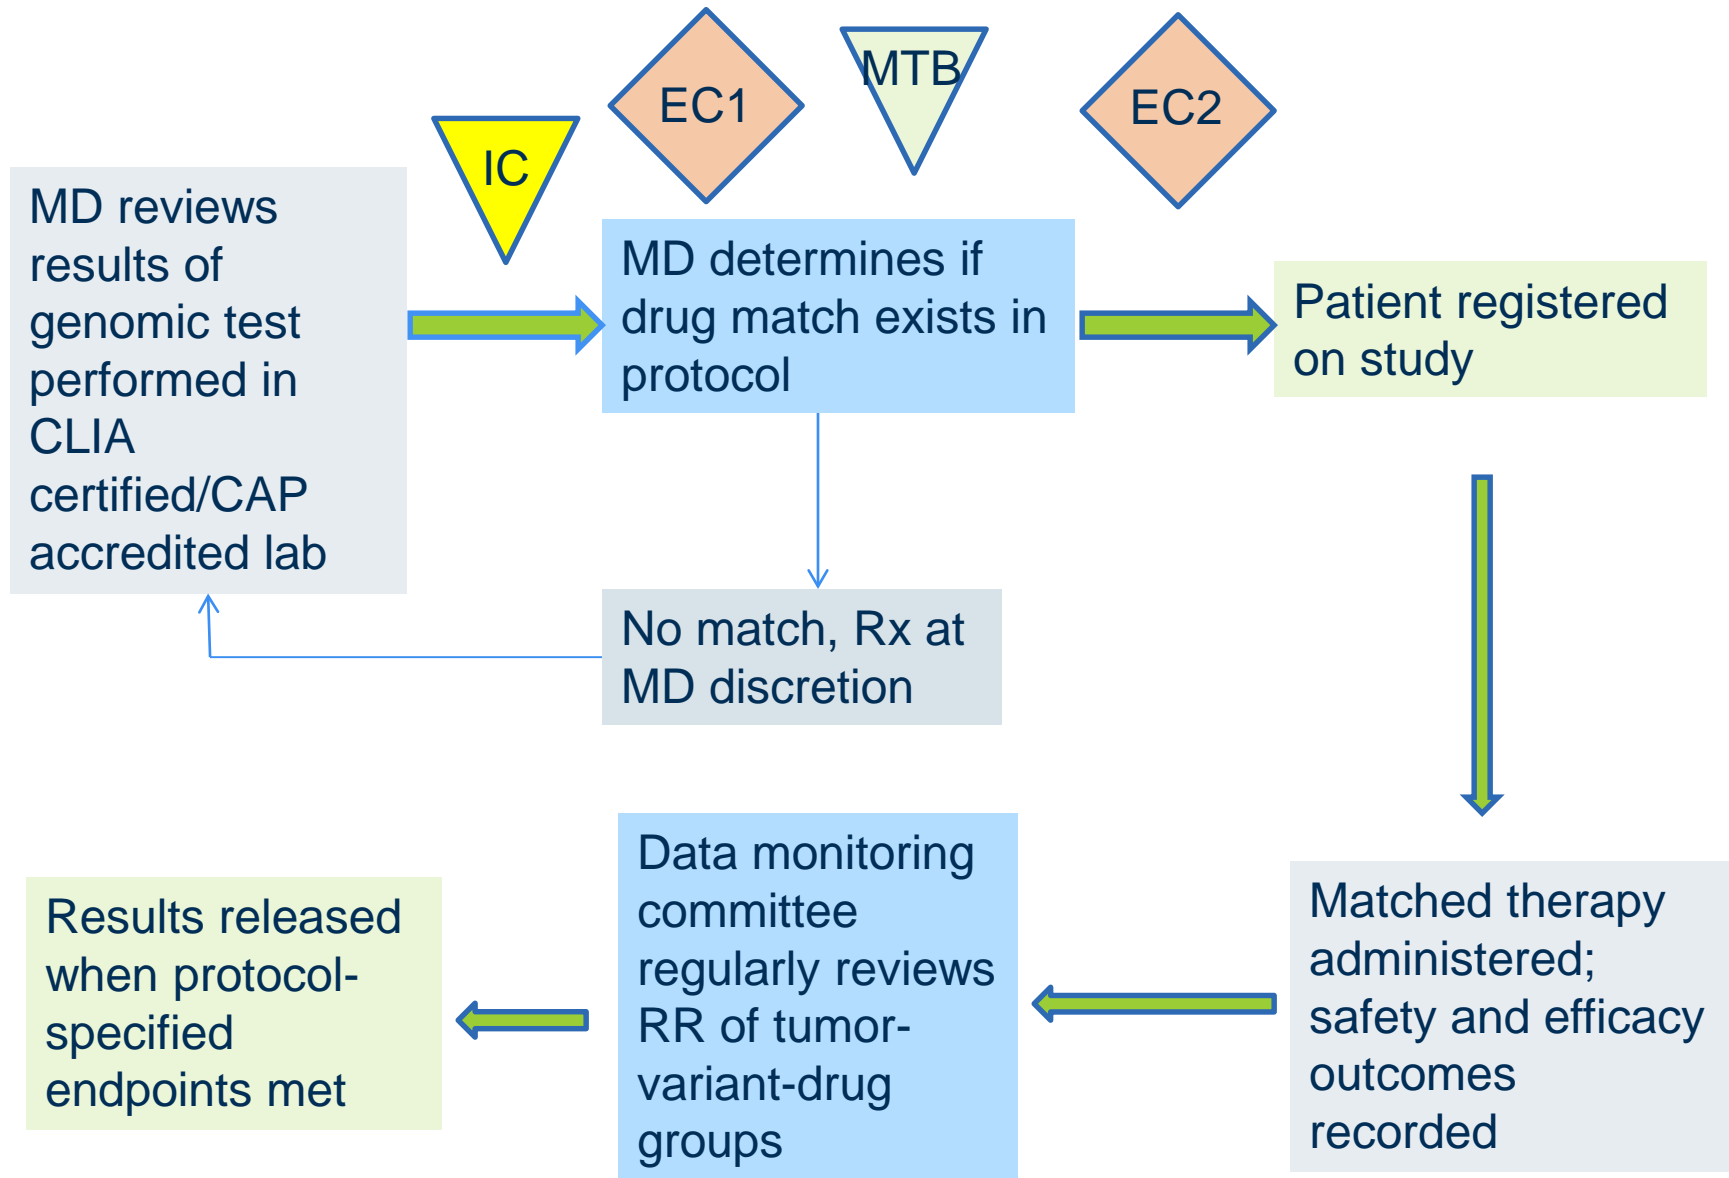 EC1
MTB
EC2
IC
MD reviews
results of
genomic test
performed in
CLIA
certified/CAP
accredited lab
MD determines if
drug match exists in
protocol
Patient registered
on study
No match, Rx at
MD discretion
Matched therapy
administered;
safety and efficacy
outcomes
recorded
Data monitoring
committee
regularly reviews
RR of tumor-
variant-drug
groups
Results released
when protocol-
specified
endpoints met